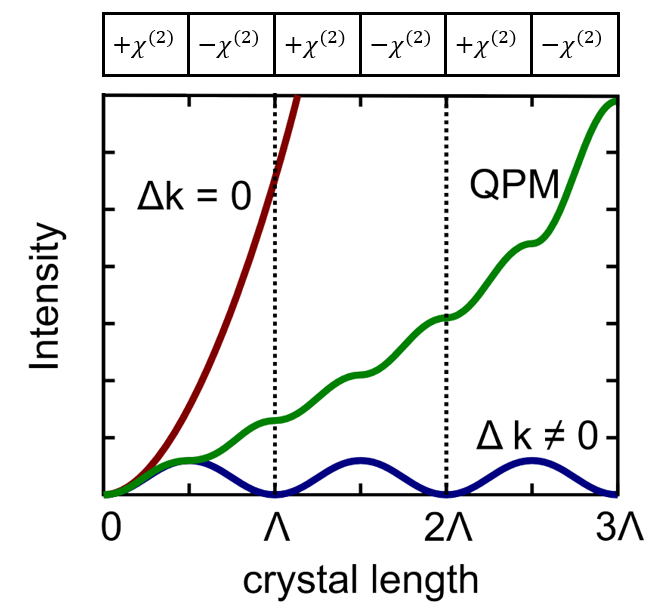 +χ⁽²⁾ −χ⁽²⁾ +χ⁽²⁾ −χ⁽²⁾ +χ⁽²⁾ −χ⁽²⁾
Δk = 0
QPM
Intensity
Δ k ≠ 0
0 Λ 2Λ 3Λ
crystal length